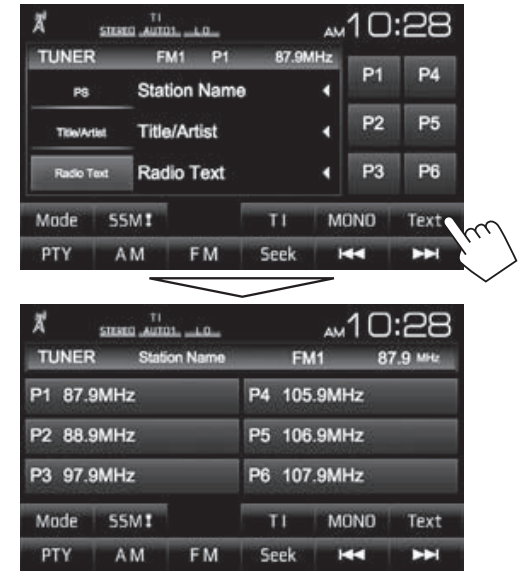 TI
STEREO AUTO1 LO
AM 10:28
TUNER FM1 P1 87.9MHz
PS Station Name
Title/Artist Title/Artist
Radio Text Radio Text
P1 P4
P2 P5
P3 P6
Mode SSM TI MONO Text
PTY AM FM Seek
TI
STEREO AUTO1 LO
AM 10:28
TUNER Station Name FM1 87.9 MHz
P1 87.9MHz P4 105.9MHz
P2 88.9MHz P5 106.9MHz
P3 97.9MHz P6 107.9MHz
Mode SSM TI MONO Text
PTY AM FM Seek